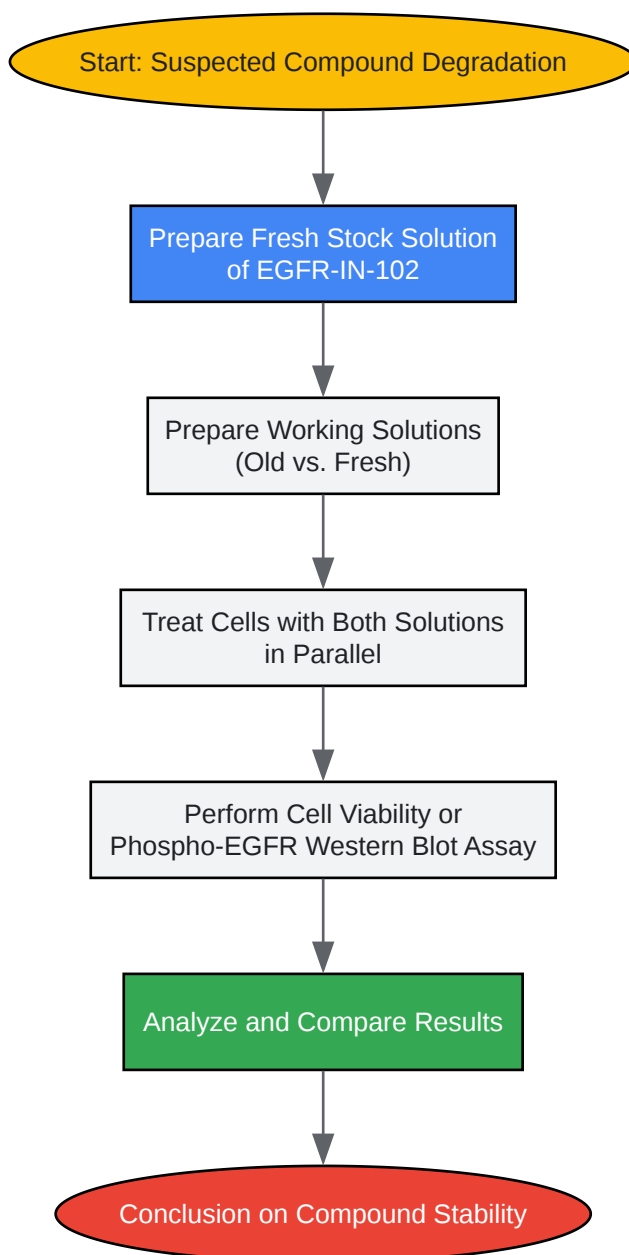 Start: Suspected Compound Degradation
Prepare Fresh Stock Solution
of EGFR-IN-102
Prepare Working Solutions
(Old vs. Fresh)
Treat Cells with Both Solutions
in Parallel
Perform Cell Viability or
Phospho-EGFR Western Blot Assay
Analyze and Compare Results
Conclusion on Compound Stability